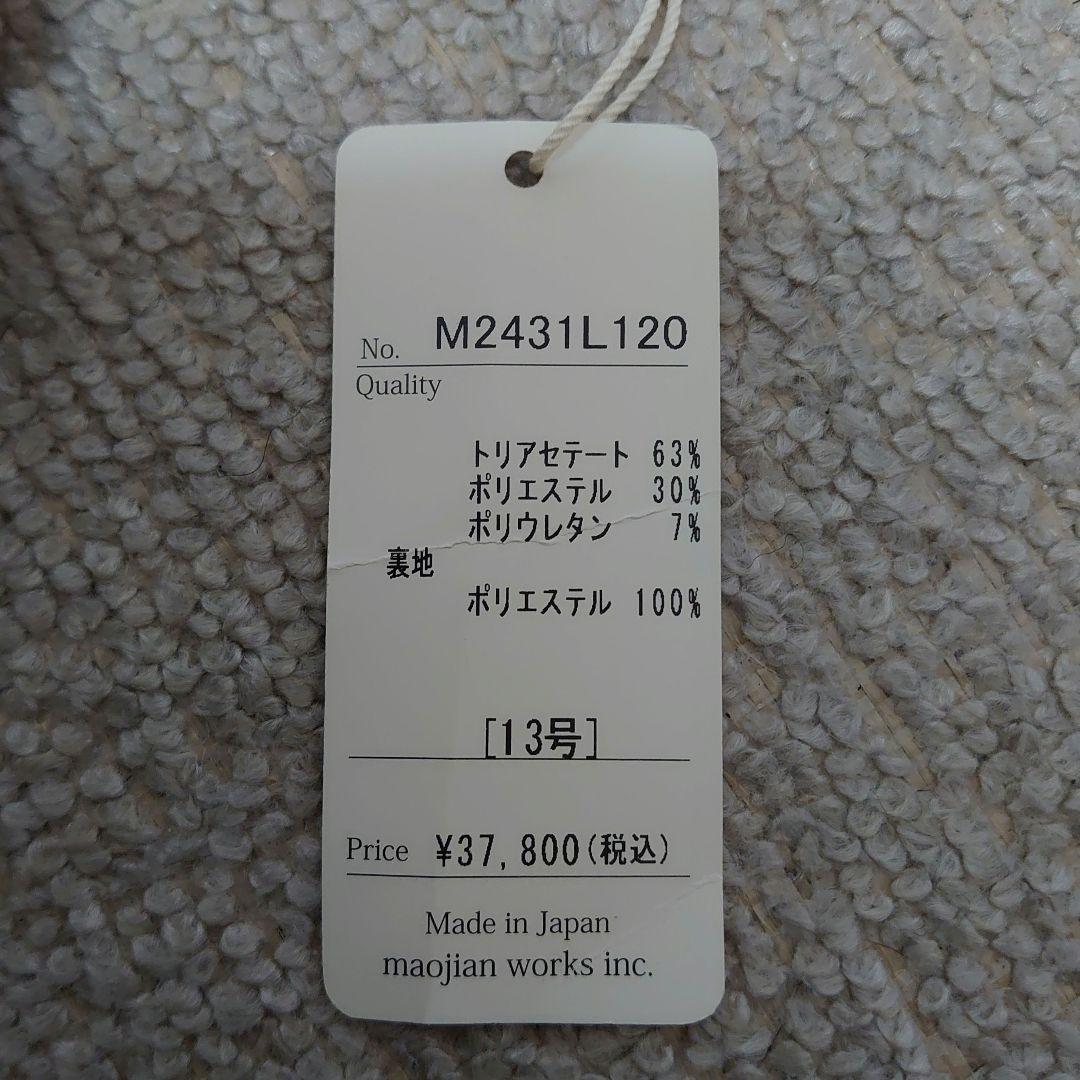 No. M2431L120
Quality
トリアセテート 63%
ポリエステル 30%
ポリウレタン 7%
裏地
ポリエステル 100%
[13号]
Price ¥37,800(税込)
Made in Japan
maojian works inc.